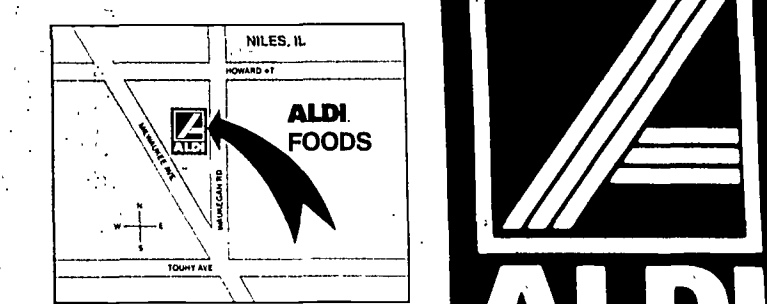 NILES, IL
HOWARD ST
ALDI
FOODS
ALDI
MILWAUKEE AVE.
WAUKEGAN RD
N
W E
S
TOUHY AVE
ALDI